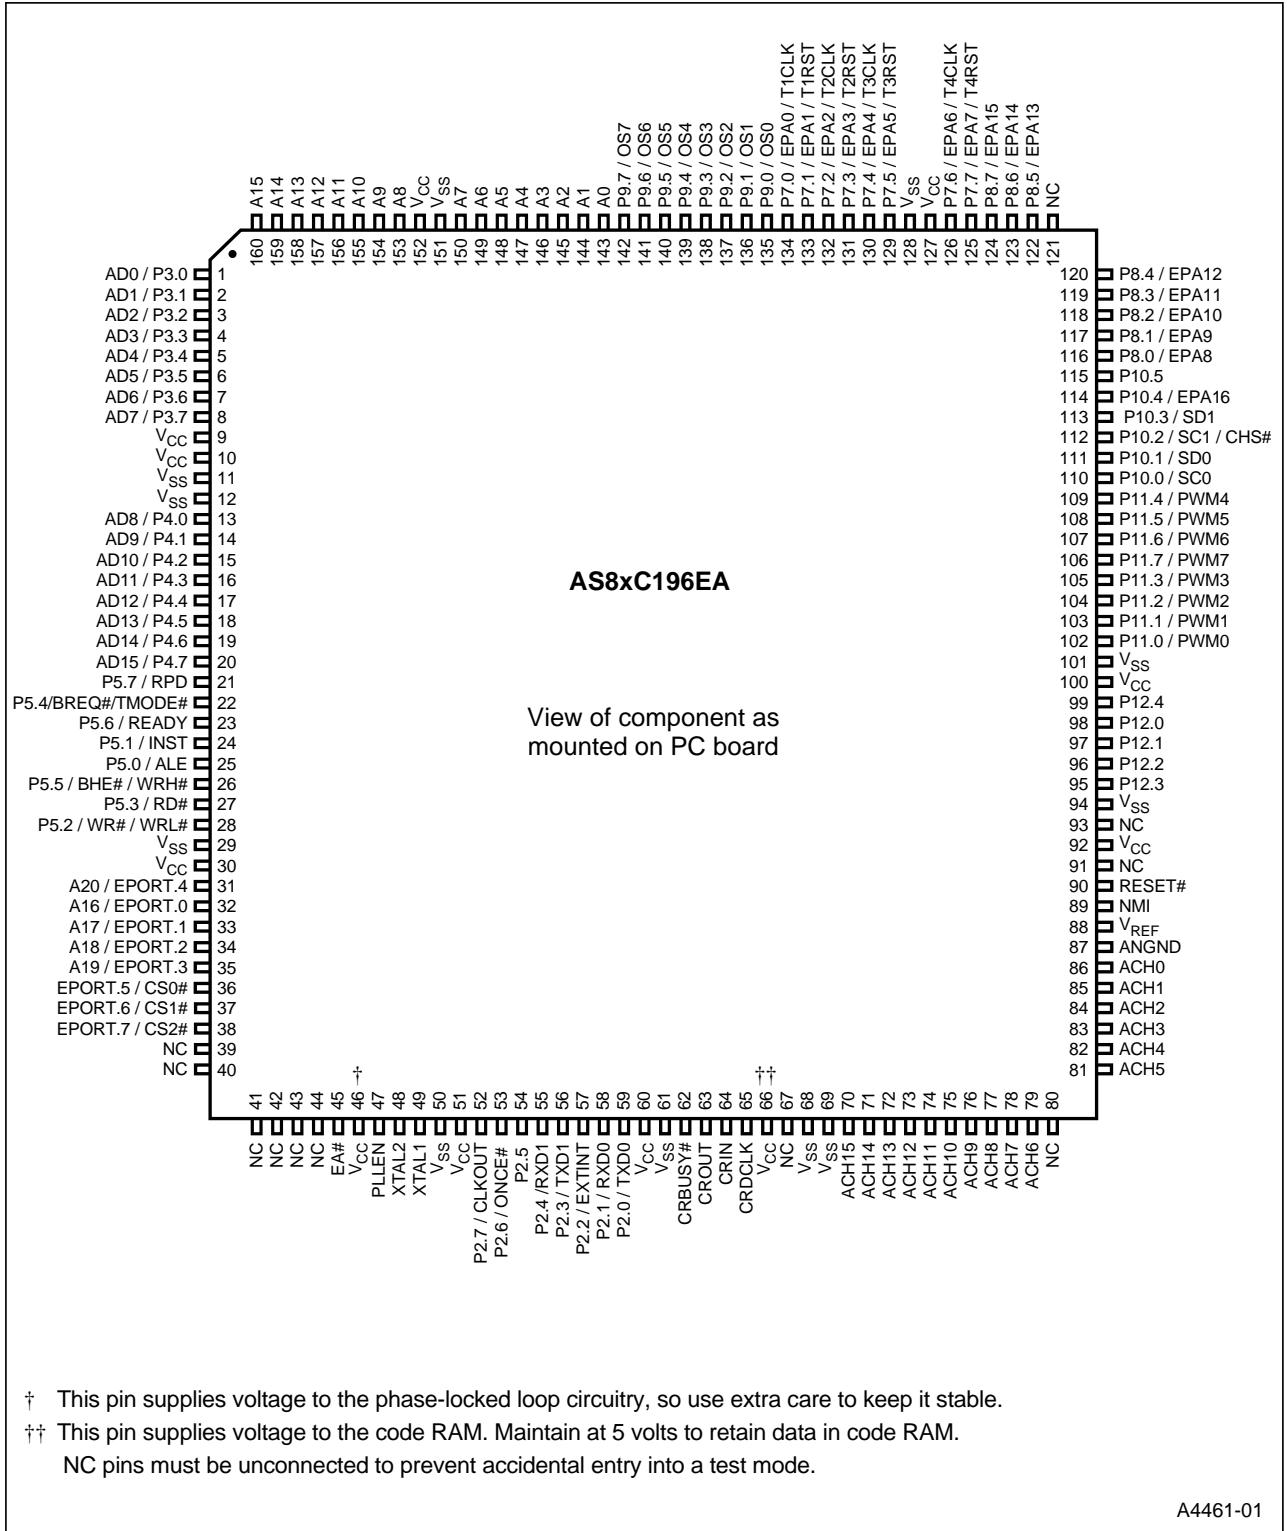 A15
A14
A13
A12
A11
A10
A9
A8
VCC
VSS
A7
A6
A5
A4
A3
A2
A1
A0
P9.7 / OS7
P9.6 / OS6
P9.5 / OS5
P9.4 / OS4
P9.3 / OS3
P9.2 / OS2
P9.1 / OS1
P9.0 / OS0
P7.0 / EPA0 / T1CLK
P7.1 / EPA1 / T1RST
P7.2 / EPA2 / T2CLK
P7.3 / EPA3 / T2RST
P7.4 / EPA4 / T3CLK
P7.5 / EPA5 / T3RST
VSS
VCC
P7.6 / EPA6 / T4CLK
P7.7 / EPA7 / T4RST
P8.7 / EPA15
P8.6 / EPA14
P8.5 / EPA13
NC
160
159
158
157
156
155
154
153
152
151
150
149
148
147
146
145
144
143
142
141
140
139
138
137
136
135
134
133
132
131
130
129
128
127
126
125
124
123
122
121
AD0 / P3.0 1
AD1 / P3.1 2
AD2 / P3.2 3
AD3 / P3.3 4
AD4 / P3.4 5
AD5 / P3.5 6
AD6 / P3.6 7
AD7 / P3.7 8
VCC 9
VCC 10
VSS 11
VSS 12
AD8 / P4.0 13
AD9 / P4.1 14
AD10 / P4.2 15
AD11 / P4.3 16
AD12 / P4.4 17
AD13 / P4.5 18
AD14 / P4.6 19
AD15 / P4.7 20
P5.7 / RPD 21
P5.4/BREQ#/TMODE# 22
P5.6 / READY 23
P5.1 / INST 24
P5.0 / ALE 25
P5.5 / BHE# / WRH# 26
P5.3 / RD# 27
P5.2 / WR# / WRL# 28
VSS 29
VCC 30
A20 / EPORT.4 31
A16 / EPORT.0 32
A17 / EPORT.1 33
A18 / EPORT.2 34
A19 / EPORT.3 35
EPORT.5 / CS0# 36
EPORT.6 / CS1# 37
EPORT.7 / CS2# 38
NC 39
NC 40
AS8xC196EA
View of component as
mounted on PC board
120 P8.4 / EPA12
119 P8.3 / EPA11
118 P8.2 / EPA10
117 P8.1 / EPA9
116 P8.0 / EPA8
115 P10.5
114 P10.4 / EPA16
113 P10.3 / SD1
112 P10.2 / SC1 / CHS#
111 P10.1 / SD0
110 P10.0 / SC0
109 P11.4 / PWM4
108 P11.5 / PWM5
107 P11.6 / PWM6
106 P11.7 / PWM7
105 P11.3 / PWM3
104 P11.2 / PWM2
103 P11.1 / PWM1
102 P11.0 / PWM0
101 VSS
100 VCC
99 P12.4
98 P12.0
97 P12.1
96 P12.2
95 P12.3
94 VSS
93 NC
92 VCC
91 NC
90 RESET#
89 NMI
88 VREF
87 ANGND
86 ACH0
85 ACH1
84 ACH2
83 ACH3
82 ACH4
81 ACH5
†
††
41
42
43
44
45
46
47
48
49
50
51
52
53
54
55
56
57
58
59
60
61
62
63
64
65
66
67
68
69
70
71
72
73
74
75
76
77
78
79
80
NC
NC
NC
NC
EA#
VCC
PLLEN
XTAL2
XTAL1
VSS
VCC
P2.7 / CLKOUT
P2.6 / ONCE#
P2.5
P2.4 /RXD1
P2.3 / TXD1
P2.2 / EXTINT
P2.1 / RXD0
P2.0 / TXD0
VCC
VSS
CRBUSY#
CROUT
CRIN
CRDCLK
VCC
NC
VSS
VSS
ACH15
ACH14
ACH13
ACH12
ACH11
ACH10
ACH9
ACH8
ACH7
ACH6
NC
† This pin supplies voltage to the phase-locked loop circuitry, so use extra care to keep it stable.
†† This pin supplies voltage to the code RAM. Maintain at 5 volts to retain data in code RAM.
NC pins must be unconnected to prevent accidental entry into a test mode.
A4461-01